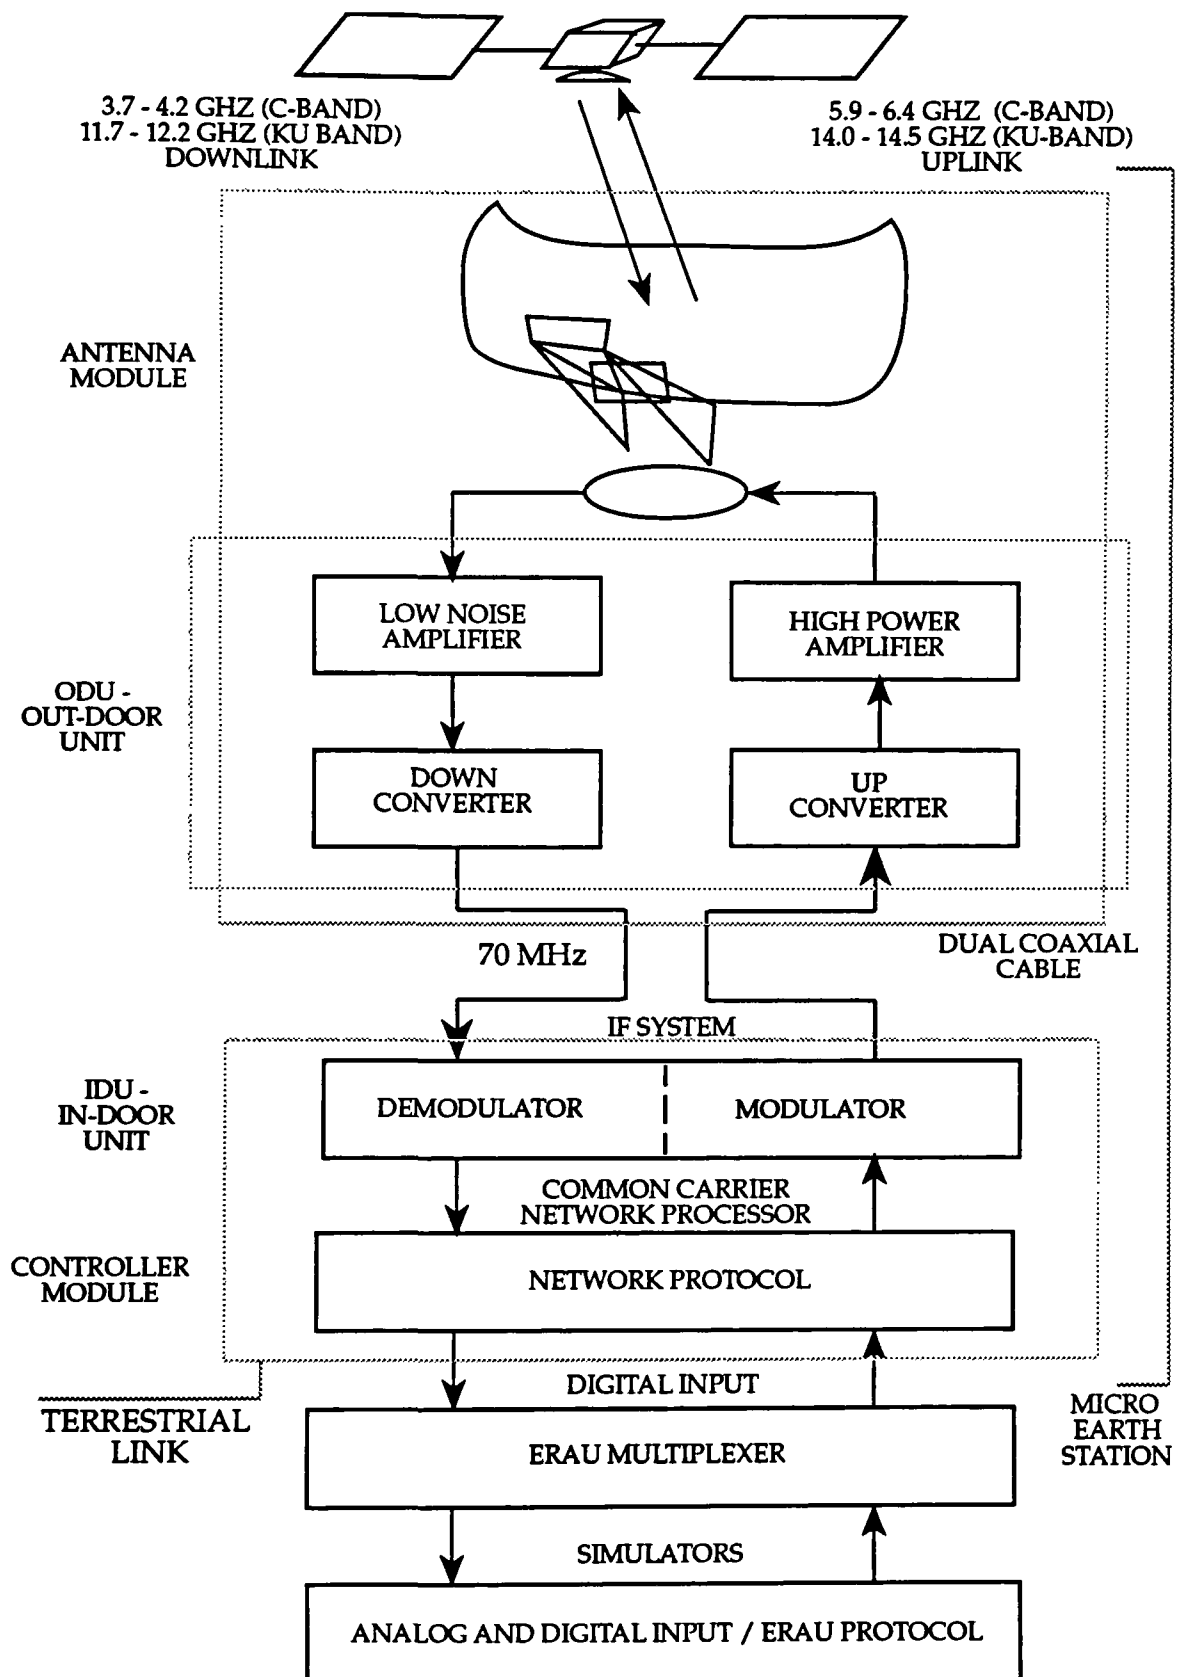 3.7 - 4.2 GHZ (C-BAND)
11.7 - 12.2 GHZ (KU BAND)
DOWNLINK
5.9 - 6.4 GHZ (C-BAND)
14.0 - 14.5 GHZ (KU-BAND)
UPLINK
ANTENNA
MODULE
LOW NOISE
AMPLIFIER
HIGH POWER
AMPLIFIER
ODU -
OUT-DOOR
UNIT
DOWN
CONVERTER
UP
CONVERTER
70 MHz
DUAL COAXIAL
CABLE
IF SYSTEM
IDU -
IN-DOOR
UNIT
DEMODULATOR
MODULATOR
COMMON CARRIER
NETWORK PROCESSOR
CONTROLLER
MODULE
NETWORK PROTOCOL
DIGITAL INPUT
TERRESTRIAL
LINK
MICRO
EARTH
STATION
ERAU MULTIPLEXER
SIMULATORS
ANALOG AND DIGITAL INPUT / ERAU PROTOCOL